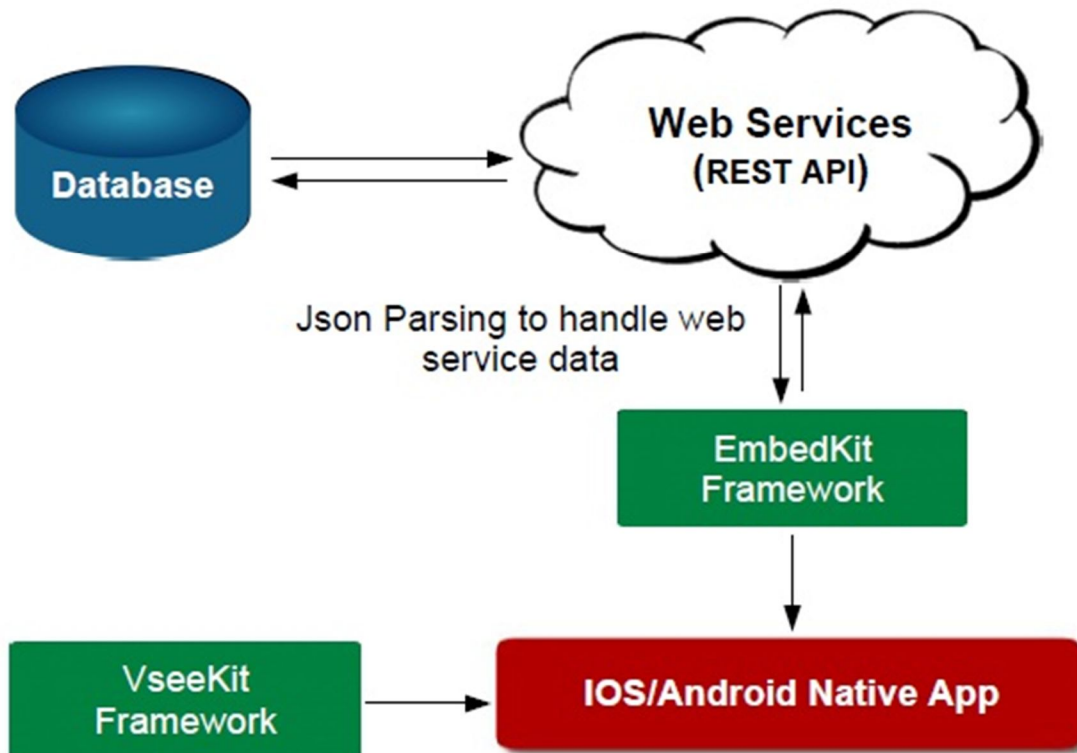 Web Services
(REST API)
Database
Json Parsing to handle web
service data
EmbedKit
Framework
VseeKit
Framework
IOS/Android Native App